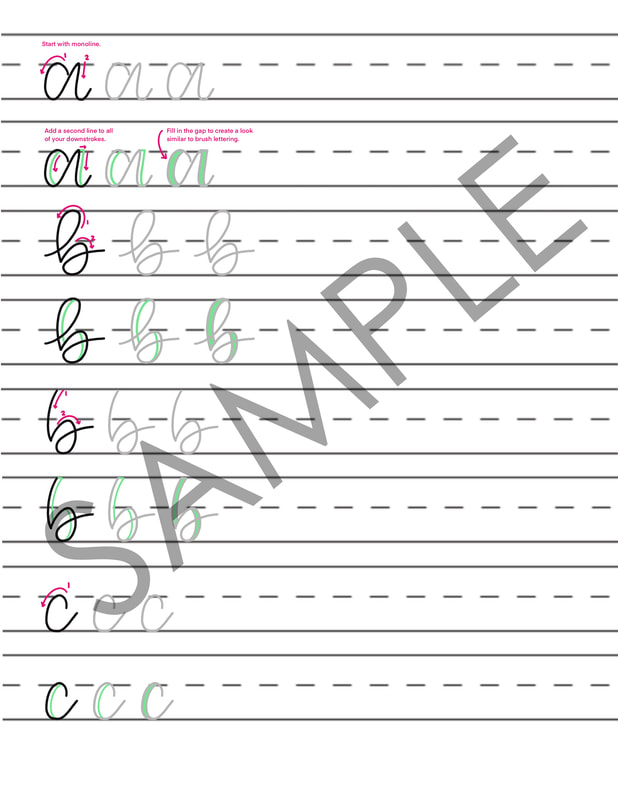 Start with monoline.
1 2
a a a
Add a second line to all
of your downstrokes.
Fill in the gap to create a look
similar to brush lettering.
a a a
1
2
b b b
b b b
1
2
b b b
b b b
1
c c c
c c c
SAMPLE